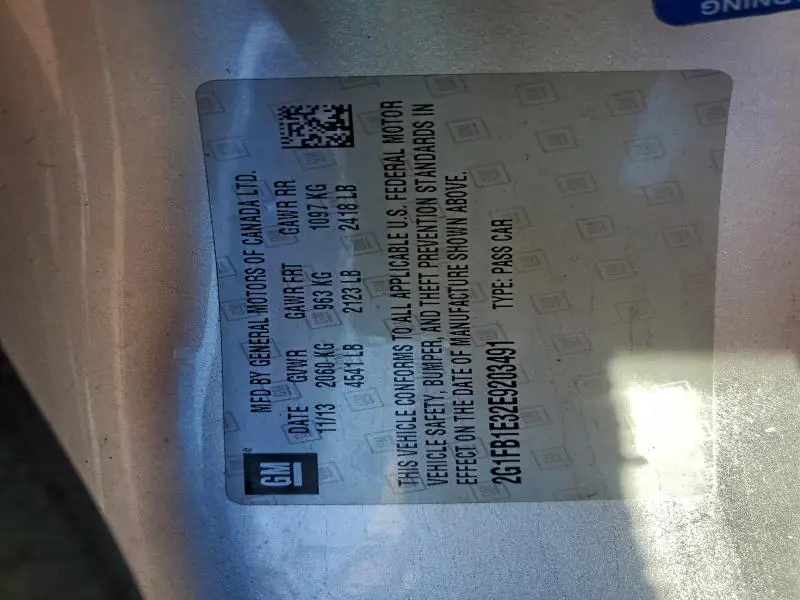 GM
MFD BY GENERAL MOTORS OF CANADA LTD.
DATE GVWR GAWR FRT GAWR RR
11/13 2060 KG 963 KG 1097 KG
4541 LB 2123 LB 2418 LB
THIS VEHICLE CONFORMS TO ALL APPLICABLE U.S. FEDERAL MOTOR
VEHICLE SAFETY, BUMPER, AND THEFT PREVENTION STANDARDS IN
EFFECT ON THE DATE OF MANUFACTURE SHOWN ABOVE.
2G1FB1E32E9203491 TYPE: PASS CAR